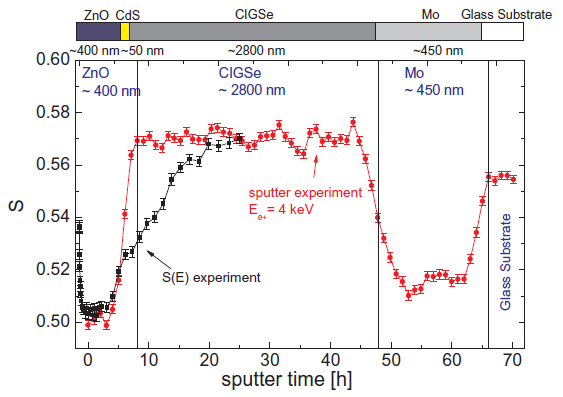 ZnO CdS CIGSe Mo Glass Substrate
~400 nm ~50 nm ~2800 nm ~450 nm
0.60
0.58
0.56
0.54
0.52
0.50
S
ZnO CIGSe Mo
~ 400 nm ~ 2800 nm ~ 450 nm
sputter experiment
Ee+= 4 keV
S(E) experiment
Glass Substrate
0 10 20 30 40 50 60 70
sputter time [h]